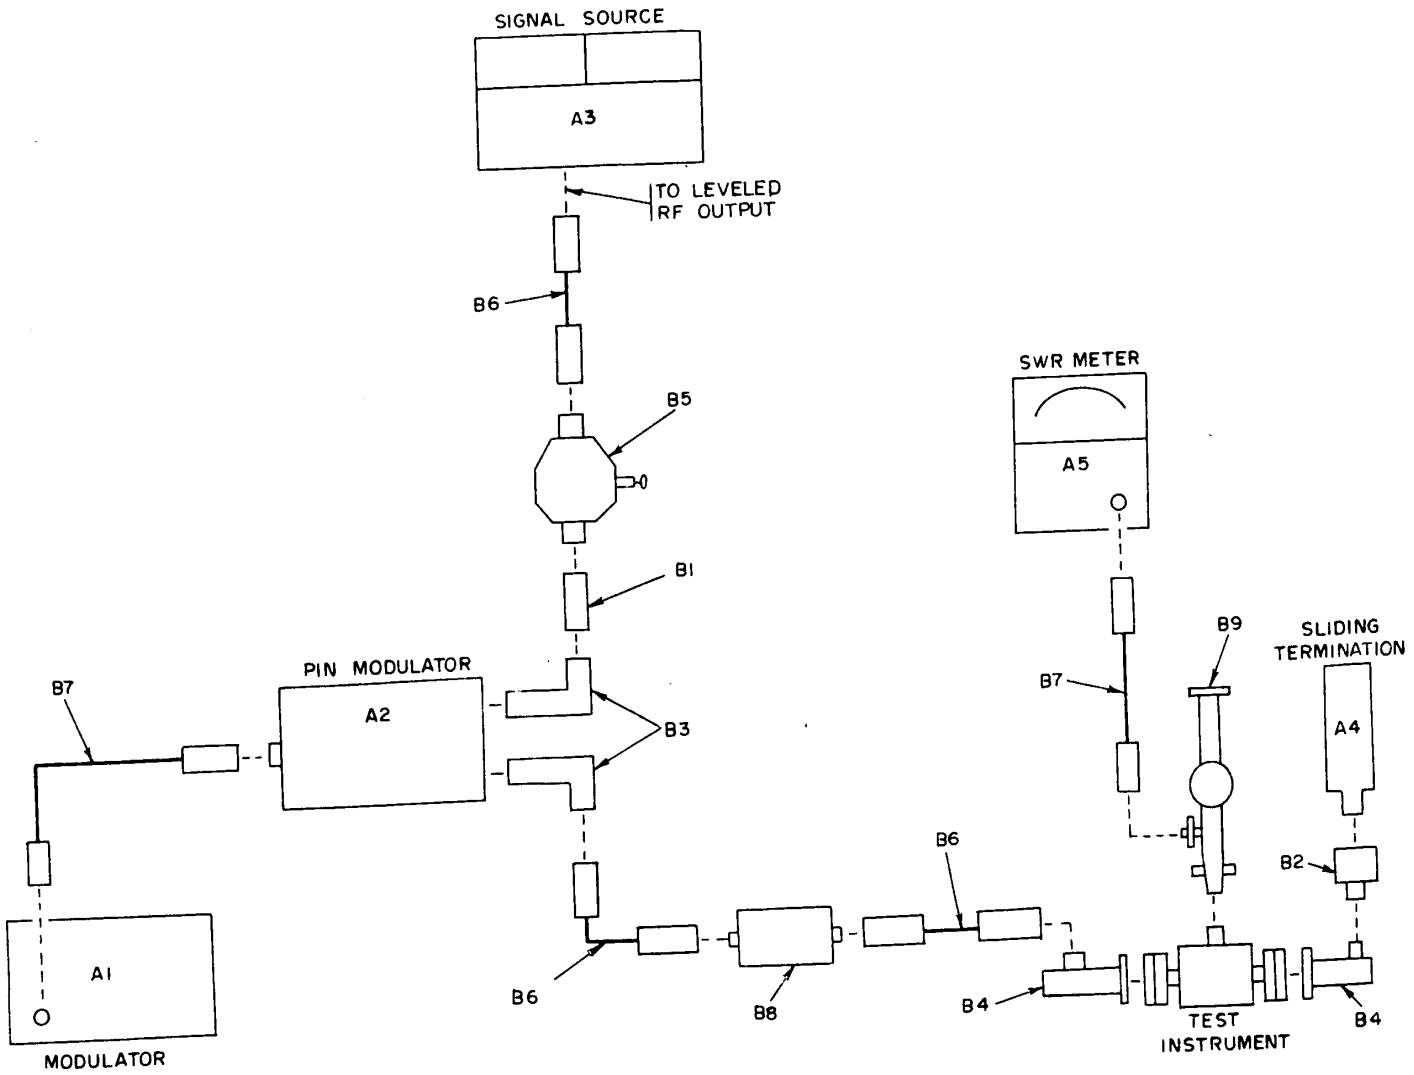 SIGNAL SOURCE
A3
TO LEVELED
RF OUTPUT
B6
SWR METER
B5
A5
B1
B9
SLIDING
TERMINATION
PIN MODULATOR
B7
A2
B7
B3
A4
B6
B2
A1
B6
B8
B4
B4
TEST
INSTRUMENT
MODULATOR